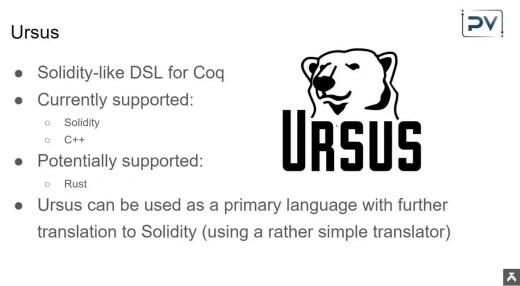 PV
Ursus
● Solidity-like DSL for Coq
● Currently supported:
○ Solidity
○ C++
● Potentially supported:
○ Rust
● Ursus can be used as a primary language with further
translation to Solidity (using a rather simple translator)
URSUS